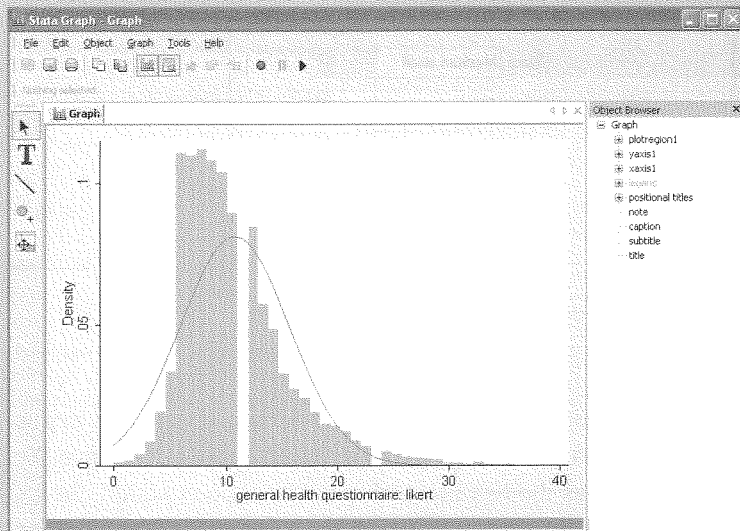 Stata Graph - Graph
File Edit Object Graph Tools Help
Graph
Object Browser
Graph
plotregion1
yaxis1
xaxis1
legend
positional titles
note
caption
subtitle
title
T
Density
.1
.05
0
0 10 20 30 40
general health questionnaire: likert